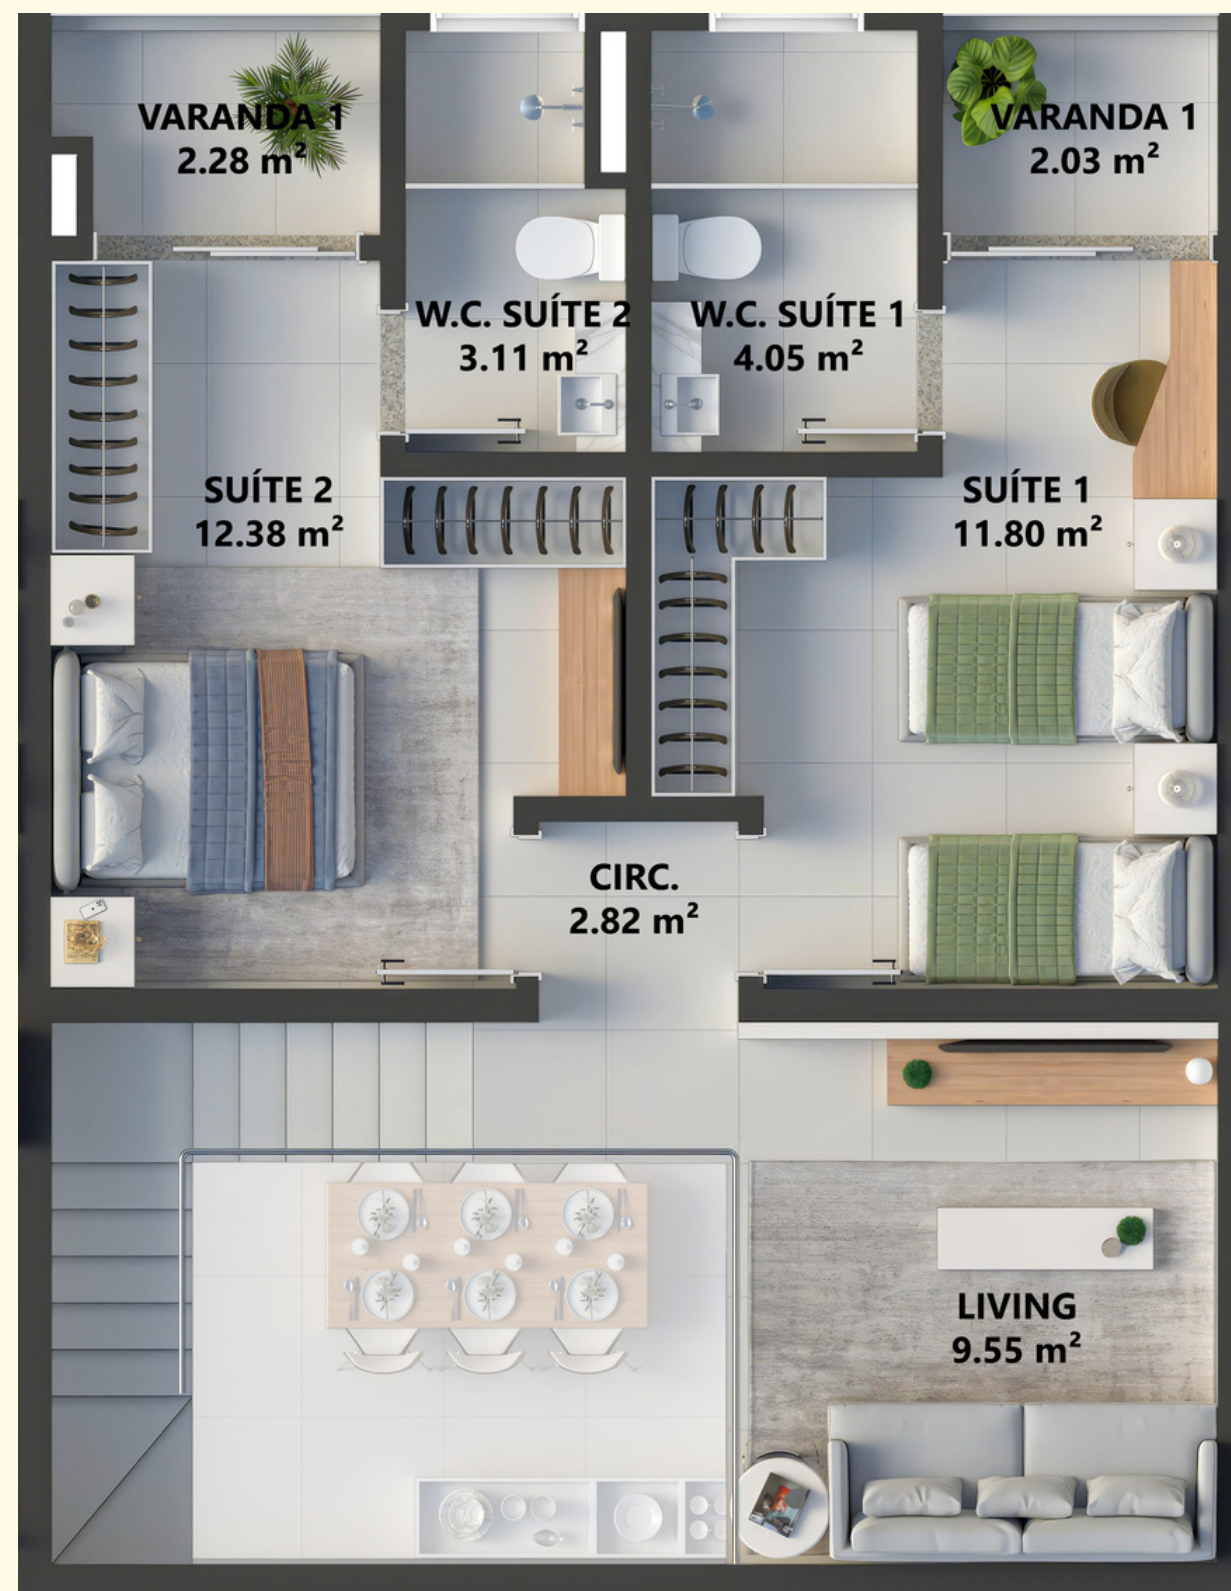 VARANDA 1
2.28 m²
VARANDA 1
2.03 m²
W.C. SUÍTE 2
3.11 m²
W.C. SUÍTE 1
4.05 m²
SUÍTE 2
12.38 m²
SUÍTE 1
11.80 m²
CIRC.
2.82 m²
LIVING
9.55 m²